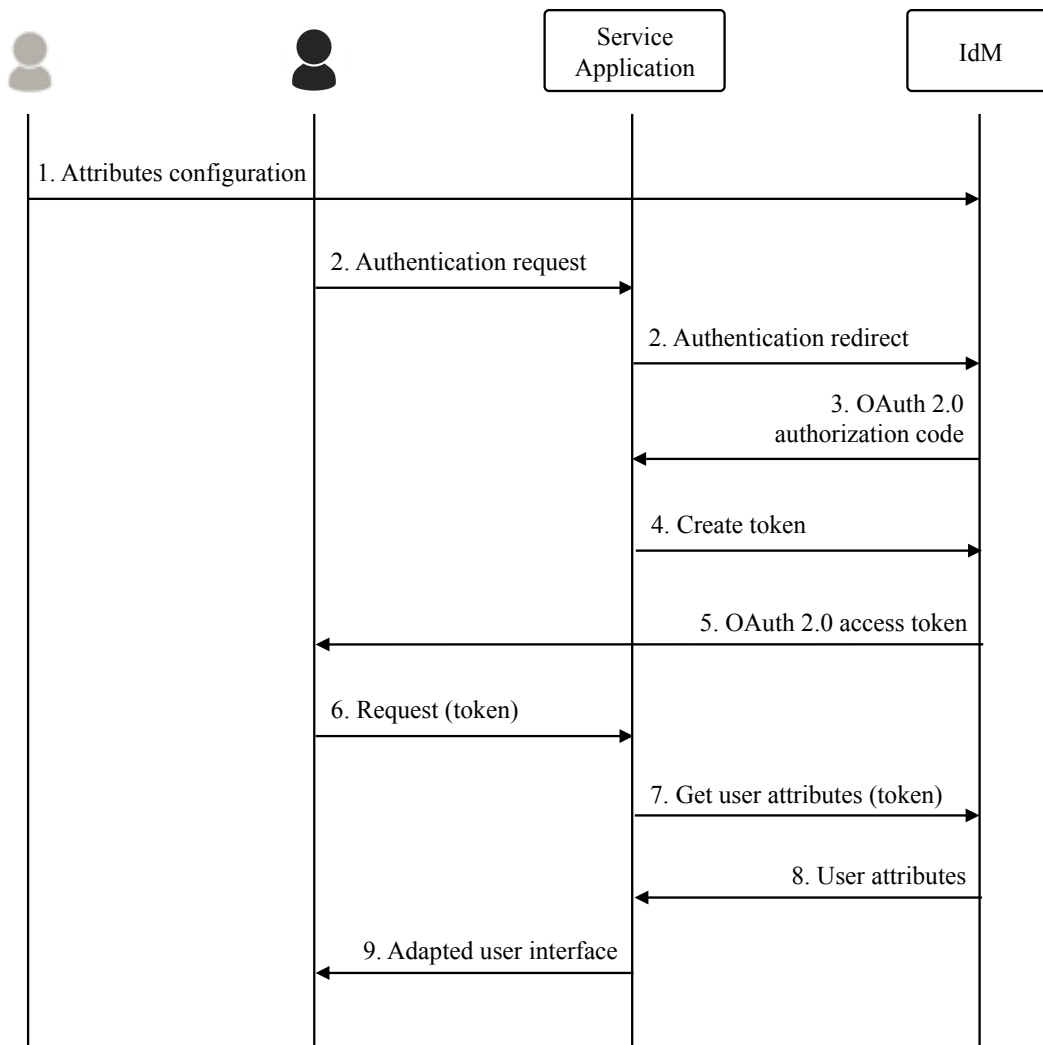 Service
Application
IdM
1. Attributes configuration
2. Authentication request
2. Authentication redirect
3. OAuth 2.0
authorization code
4. Create token
5. OAuth 2.0 access token
6. Request (token)
7. Get user attributes (token)
8. User attributes
9. Adapted user interface